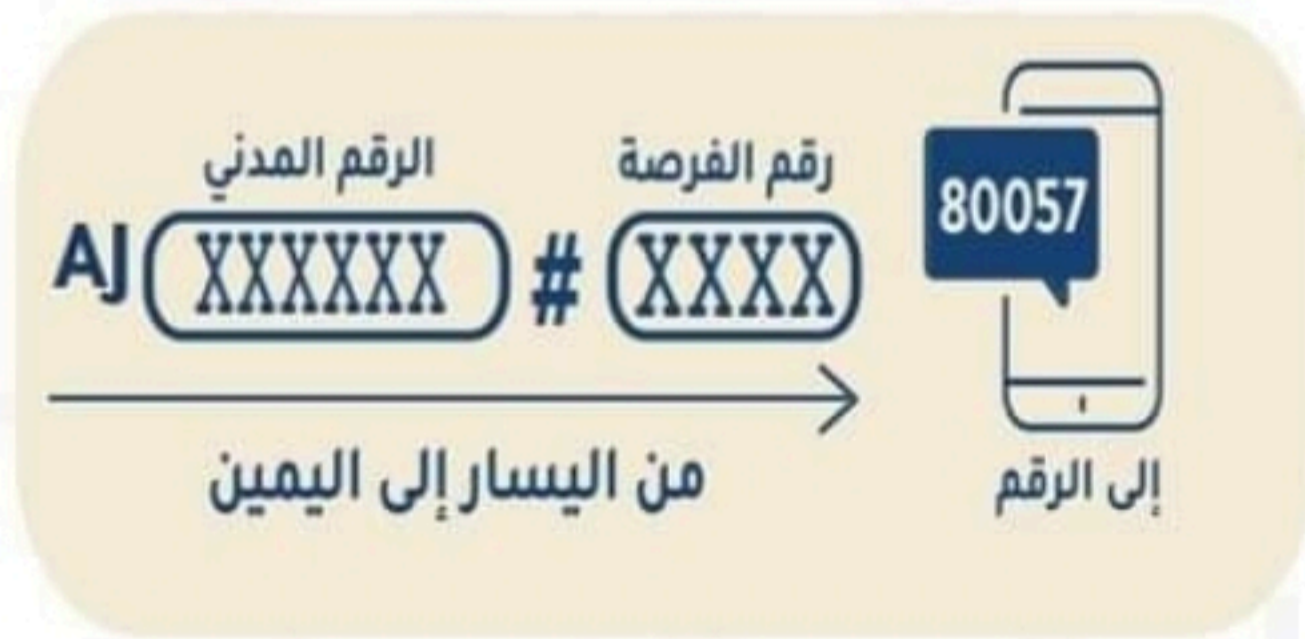 الرقم المدني
رقم الفرصة
AJ XXXXXX # XXXX
80057
من اليسار إلى اليمين
إلى الرقم